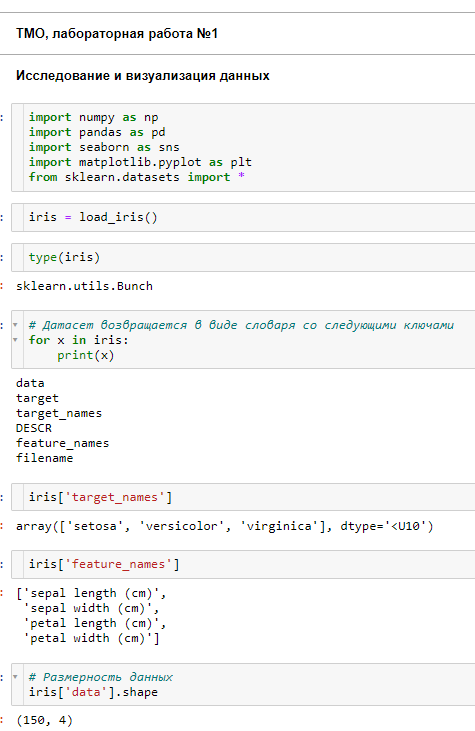 ТМО, лабораторная работа №1
Исследование и визуализация данных
import numpy as np
import pandas as pd
import seaborn as sns
import matplotlib.pyplot as plt
from sklearn.datasets import *
iris = load_iris()
type(iris)
sklearn.utils.Bunch
# Датасет возвращается в виде словаря со следующими ключами
for x in iris:
    print(x)
data
target
target_names
DESCR
feature_names
filename
iris['target_names']
array(['setosa', 'versicolor', 'virginica'], dtype='<U10')
iris['feature_names']
['sepal length (cm)',
 'sepal width (cm)',
 'petal length (cm)',
 'petal width (cm)']
# Размерность данных
iris['data'].shape
(150, 4)